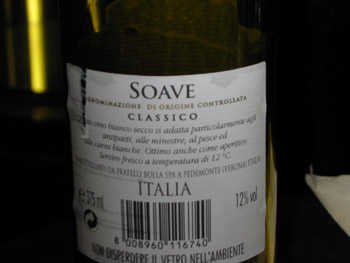 SOAVE
DENOMINAZIONE DI ORIGINE CONTROLLATA
CLASSICO
vino bianco secco si adatta particolarmente agli
antipasti, alle minestre, al pesce ed
alle carni bianche. Ottimo anche come aperitivo
Servire fresco a temperatura di 12 °C.
IMBOTTIGLIATO DA FRATELLI BOLLA SPA A PEDEMONTE (VERONA) ITALIA
ITALIA
375 ml
12% vol
8 008960 116740
NON DISPERDERE IL VETRO NELL'AMBIENTE